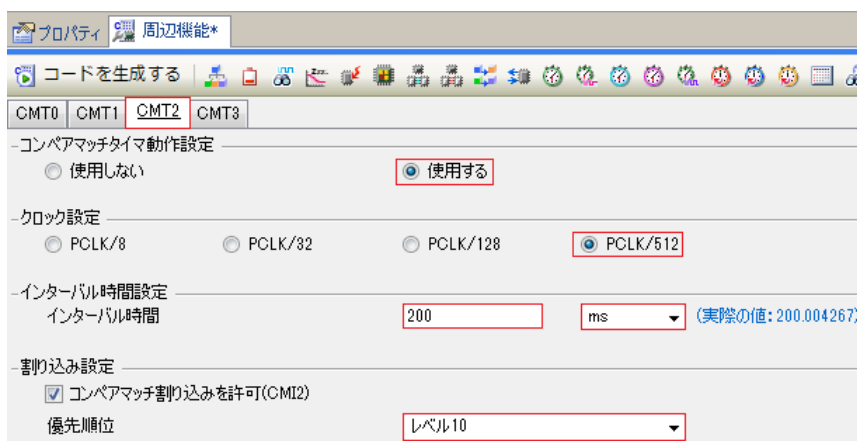 プロパティ 周辺機能*
コードを生成する
CMT0 CMT1 CMT2 CMT3
コンペアマッチタイマ動作設定
使用しない 使用する
クロック設定
PCLK/8 PCLK/32 PCLK/128 PCLK/512
インターバル時間設定
インターバル時間 200 ms (実際の値: 200.004267)
割り込み設定
コンペアマッチ割り込みを許可(CMI2)
優先順位 レベル10